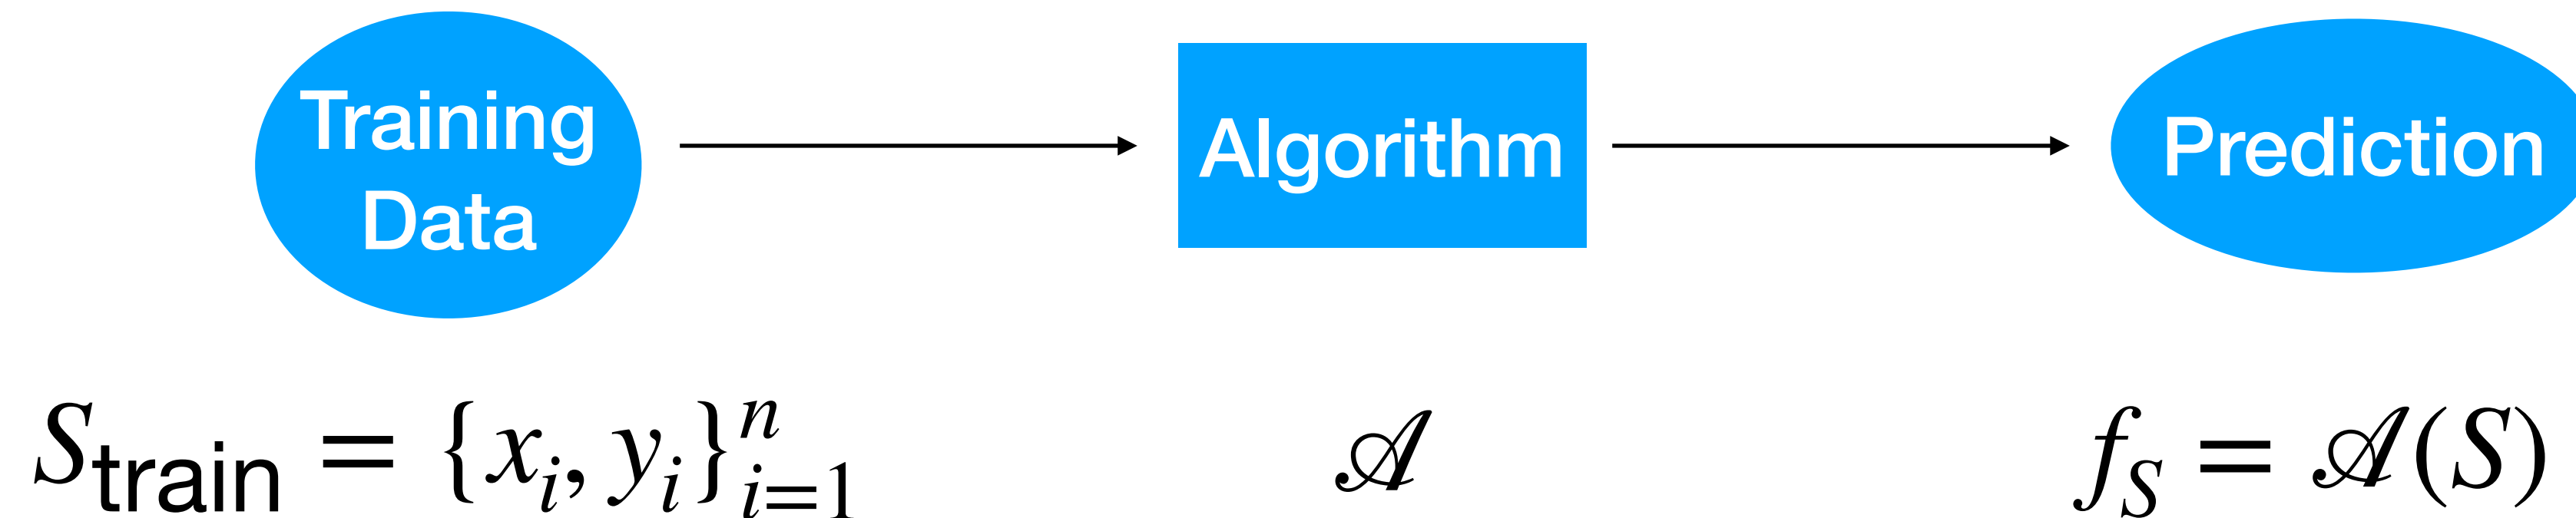 Training
Data
Algorithm
Prediction
S_train = {x_i, y_i}_{i=1}^n
𝒜
f_S = 𝒜(S)